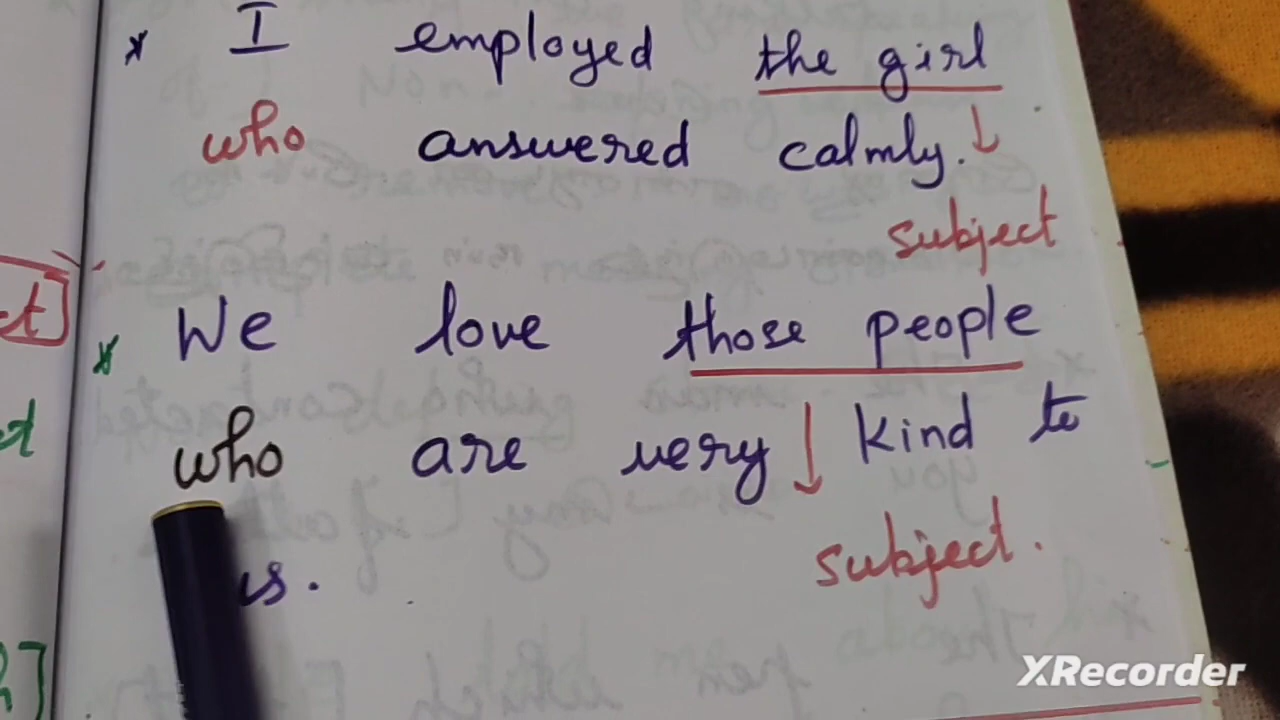 * I employed the girl
who answered calmly. ↓
subject
* We love those people
who are very ↓ kind to
us.
subject.
XRecorder